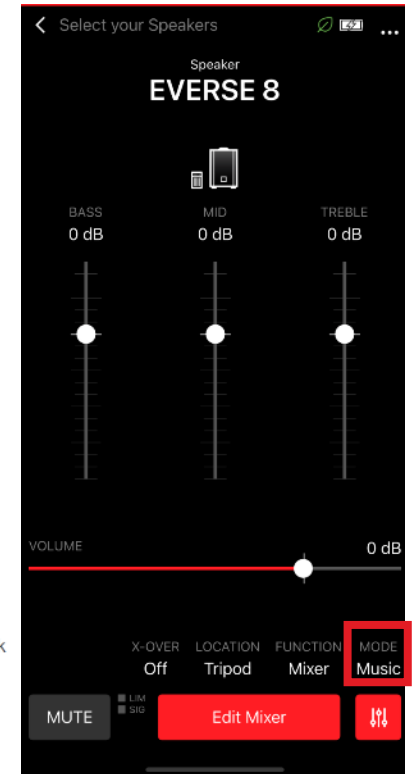 Select your Speakers
...
Speaker
EVERSE 8
BASS MID TREBLE
0 dB 0 dB 0 dB
VOLUME 0 dB
X-OVER LOCATION FUNCTION MODE
Off Tripod Mixer Music
LIM
SIG
MUTE Edit Mixer